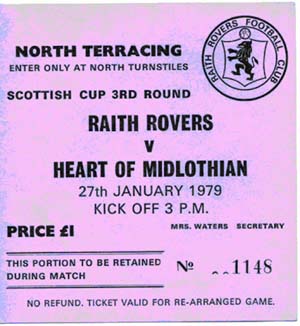 NORTH TERRACING
ENTER ONLY AT NORTH TURNSTILES
RAITH ROVERS FOOTBALL CLUB
SCOTTISH CUP 3RD ROUND
RAITH ROVERS
V
HEART OF MIDLOTHIAN
27th JANUARY 1979
KICK OFF 3 P.M.
PRICE £1
MRS. WATERS SECRETARY
THIS PORTION TO BE RETAINED
DURING MATCH
Nº 1148
NO REFUND. TICKET VALID FOR RE-ARRANGED GAME.